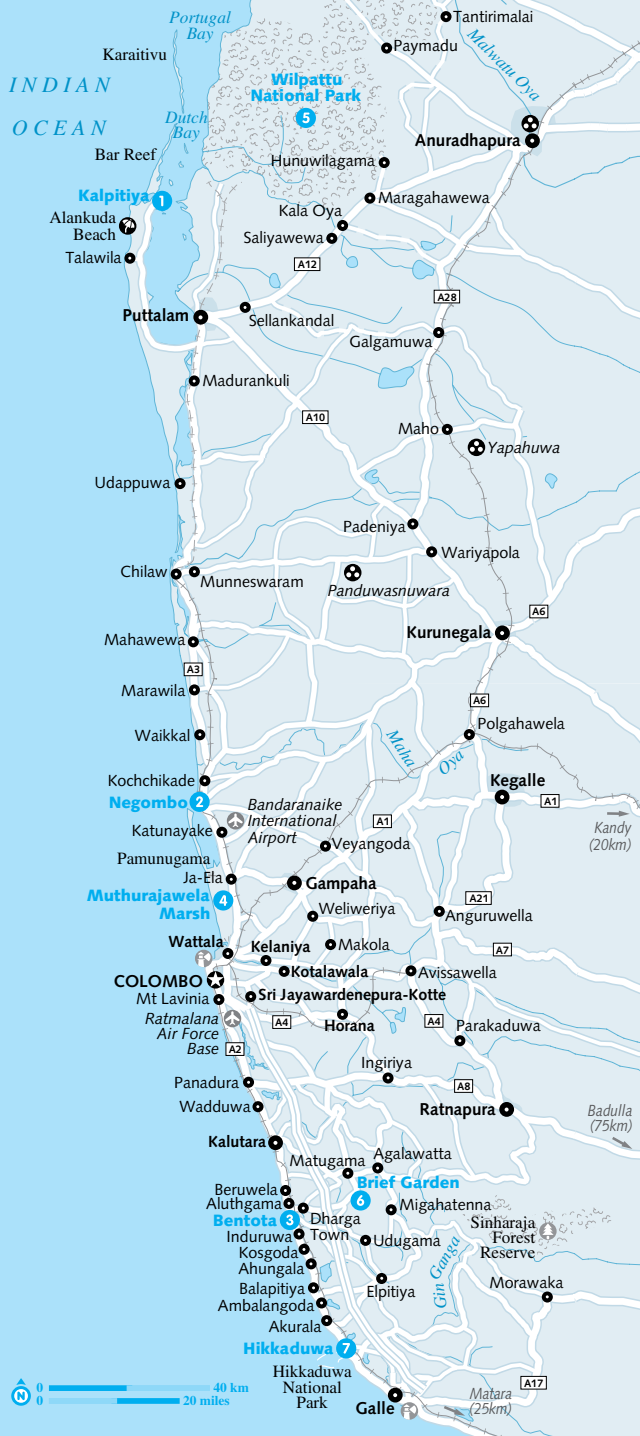 Portugal
Bay
Tantirimalai
Karaitivu
Paymadu
Malwatu Oya
INDIAN
OCEAN
Wilpattu
National Park
5
Dutch
Bay
Anuradhapura
Bar Reef
Hunuwilagama
Kalpitiya 1
Maragahawewa
Alankuda
Beach
Kala Oya
Saliyawewa
Talawila
A12
A28
Puttalam
Sellankandal
Galgamuwa
Madurankuli
A10
Maho
Yapahuwa
Udappuwa
Padeniya
Wariyapola
Chilaw
Munneswaram
Panduwasnuwara
A6
Kurunegala
Mahawewa
A3
Marawila
A6
Polgahawela
Waikkal
Maha
Oya
Kochchikade
Kegalle
Negombo 2
Bandaranaike
International
Airport
A1
A1
Kandy
(20km)
Katunayake
Veyangoda
Pamunugama
Ja-Ela
Gampaha
Muthurajawela
Marsh
4
A21
Weliweriya
Anguruwella
Wattala
Kelaniya
Makola
A7
COLOMBO
Kotalawala
Avissawella
Mt Lavinia
Sri Jayawardenepura-Kotte
Ratmalana
Air Force
Base
A4
Horana
A4
Parakaduwa
A2
Ingiriya
Panadura
A8
Wadduwa
Ratnapura
Badulla
(75km)
Kalutara
Matugama
Agalawatta
Brief Garden
6
Beruwela
Aluthgama
Migahatenna
Bentota 3
Dharga
Town
Sinharaja
Forest
Reserve
Induruwa
Udugama
Kosgoda
Gin Ganga
Ahungala
Balapitiya
Elpitiya
Morawaka
Ambalangoda
Akurala
Hikkaduwa 7
Hikkaduwa
National
Park
A17
N
0 40 km
0 20 miles
Galle
Matara
(25km)